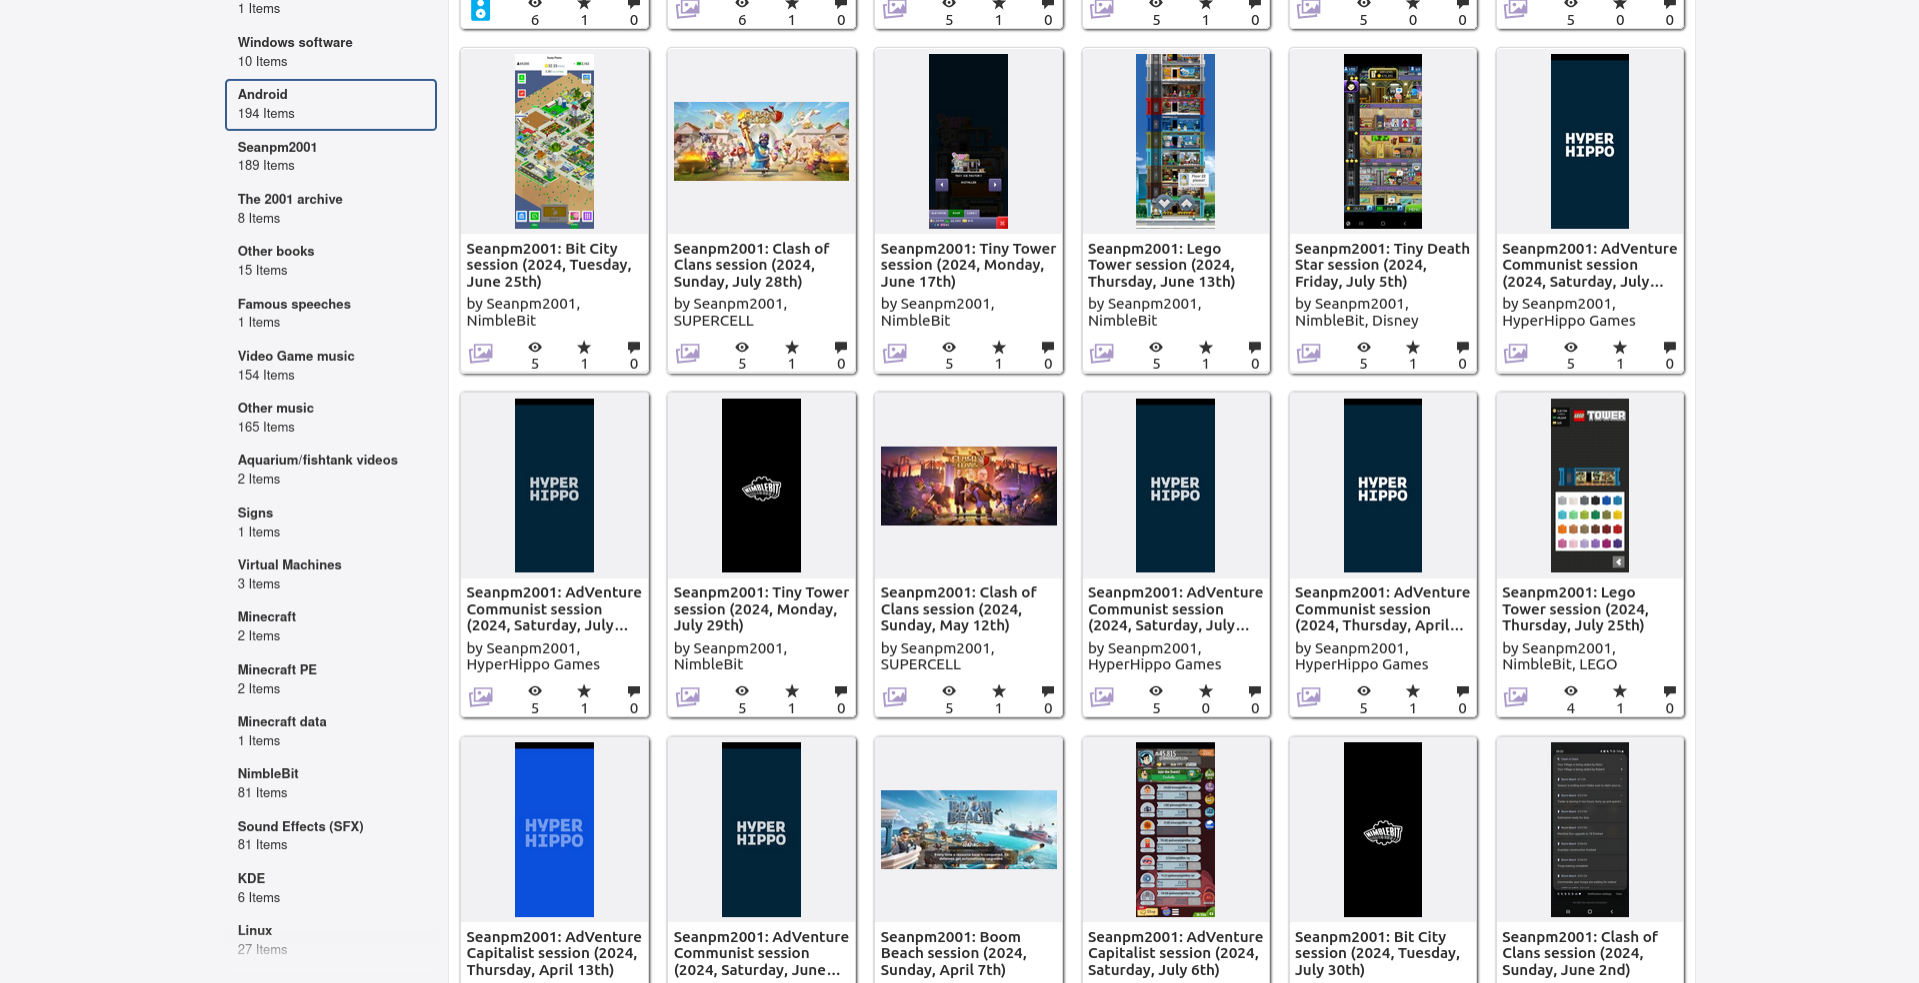 1 Items
Windows software
10 Items
Android
194 Items
Seanpm2001
189 Items
The 2001 archive
8 Items
Other books
15 Items
Famous speeches
1 Items
Video Game music
154 Items
Other music
165 Items
Aquarium/fishtank videos
2 Items
Signs
1 Items
Virtual Machines
3 Items
Minecraft
2 Items
Minecraft PE
2 Items
Minecraft data
1 Items
NimbleBit
81 Items
Sound Effects (SFX)
81 Items
KDE
6 Items
Linux
27 Items
6 1 0
6 1 0
5 1 0
5 1 0
5 0 0
5 0 0
Seanpm2001: Bit City
session (2024, Tuesday,
June 25th)
by Seanpm2001,
NimbleBit
5 1 0
Seanpm2001: Clash of
Clans session (2024,
Sunday, July 28th)
by Seanpm2001,
SUPERCELL
5 1 0
Seanpm2001: Tiny Tower
session (2024, Monday,
June 17th)
by Seanpm2001,
NimbleBit
5 1 0
Seanpm2001: Lego
Tower session (2024,
Thursday, June 13th)
by Seanpm2001,
NimbleBit
5 1 0
Seanpm2001: Tiny Death
Star session (2024,
Friday, July 5th)
by Seanpm2001,
NimbleBit, Disney
5 1 0
HYPER
HIPPO
Seanpm2001: AdVenture
Communist session
(2024, Saturday, July...
by Seanpm2001,
HyperHippo Games
5 1 0
HYPER
HIPPO
Seanpm2001: AdVenture
Communist session
(2024, Saturday, July...
by Seanpm2001,
HyperHippo Games
5 1 0
NIMBLEBIT
Seanpm2001: Tiny Tower
session (2024, Monday,
July 29th)
by Seanpm2001,
NimbleBit
5 1 0
Seanpm2001: Clash of
Clans session (2024,
Sunday, May 12th)
by Seanpm2001,
SUPERCELL
5 1 0
HYPER
HIPPO
Seanpm2001: AdVenture
Communist session
(2024, Saturday, July...
by Seanpm2001,
HyperHippo Games
5 0 0
HYPER
HIPPO
Seanpm2001: AdVenture
Communist session
(2024, Thursday, April...
by Seanpm2001,
HyperHippo Games
5 1 0
LEGO TOWER
Seanpm2001: Lego
Tower session (2024,
Thursday, July 25th)
by Seanpm2001,
NimbleBit, LEGO
4 1 0
HYPER
HIPPO
Seanpm2001: AdVenture
Capitalist session (2024,
Thursday, April 13th)
HYPER
HIPPO
Seanpm2001: AdVenture
Communist session
(2024, Saturday, June...
BOOM
BEACH
Seanpm2001: Boom
Beach session (2024,
Sunday, April 7th)
Seanpm2001: AdVenture
Capitalist session (2024,
Saturday, July 6th)
NIMBLEBIT
Seanpm2001: Bit City
session (2024, Tuesday,
July 30th)
Seanpm2001: Clash of
Clans session (2024,
Sunday, June 2nd)